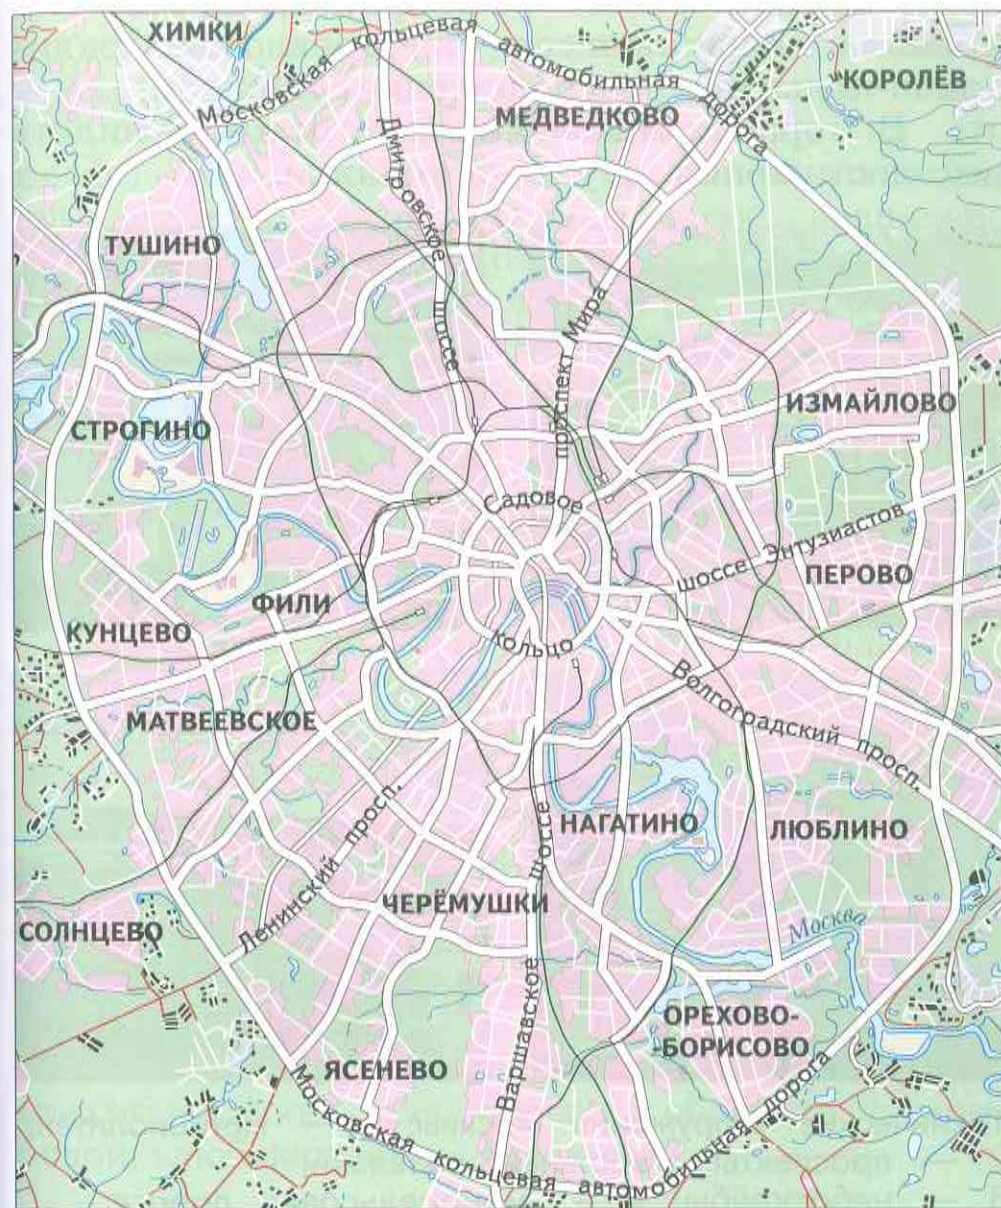 ХИМКИ
Московская кольцевая автомобильная дорога
КОРОЛЁВ
МЕДВЕДКОВО
Дмитровское шоссе
ТУШИНО
проспект Мира
ИЗМАЙЛОВО
СТРОГИНО
Садовое
шоссе Энтузиастов
ПЕРОВО
ФИЛИ
КУНЦЕВО
кольцо
Волгоградский просп.
МАТВЕЕВСКОЕ
НАГАТИНО
ЛЮБЛИНО
Ленинский просп.
ЧЕРЁМУШКИ
СОЛНЦЕВО
Москва
Варшавское шоссе
ОРЕХОВО-
-БОРИСОВО
ЯСЕНЕВО
Московская кольцевая автомобильная дорога